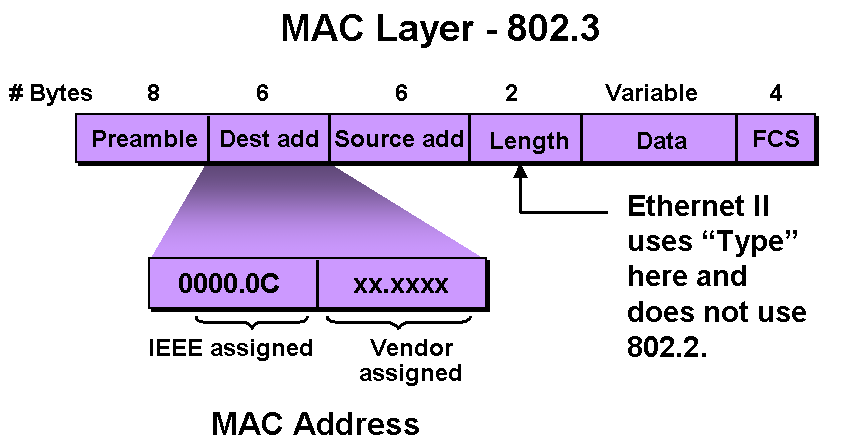 MAC Layer - 802.3
# Bytes 8 6 6 2 Variable 4
Preamble Dest add Source add Length Data FCS
Ethernet II
uses “Type”
here and
does not use
802.2.
0000.0C xx.xxxx
IEEE assigned Vendor
assigned
MAC Address